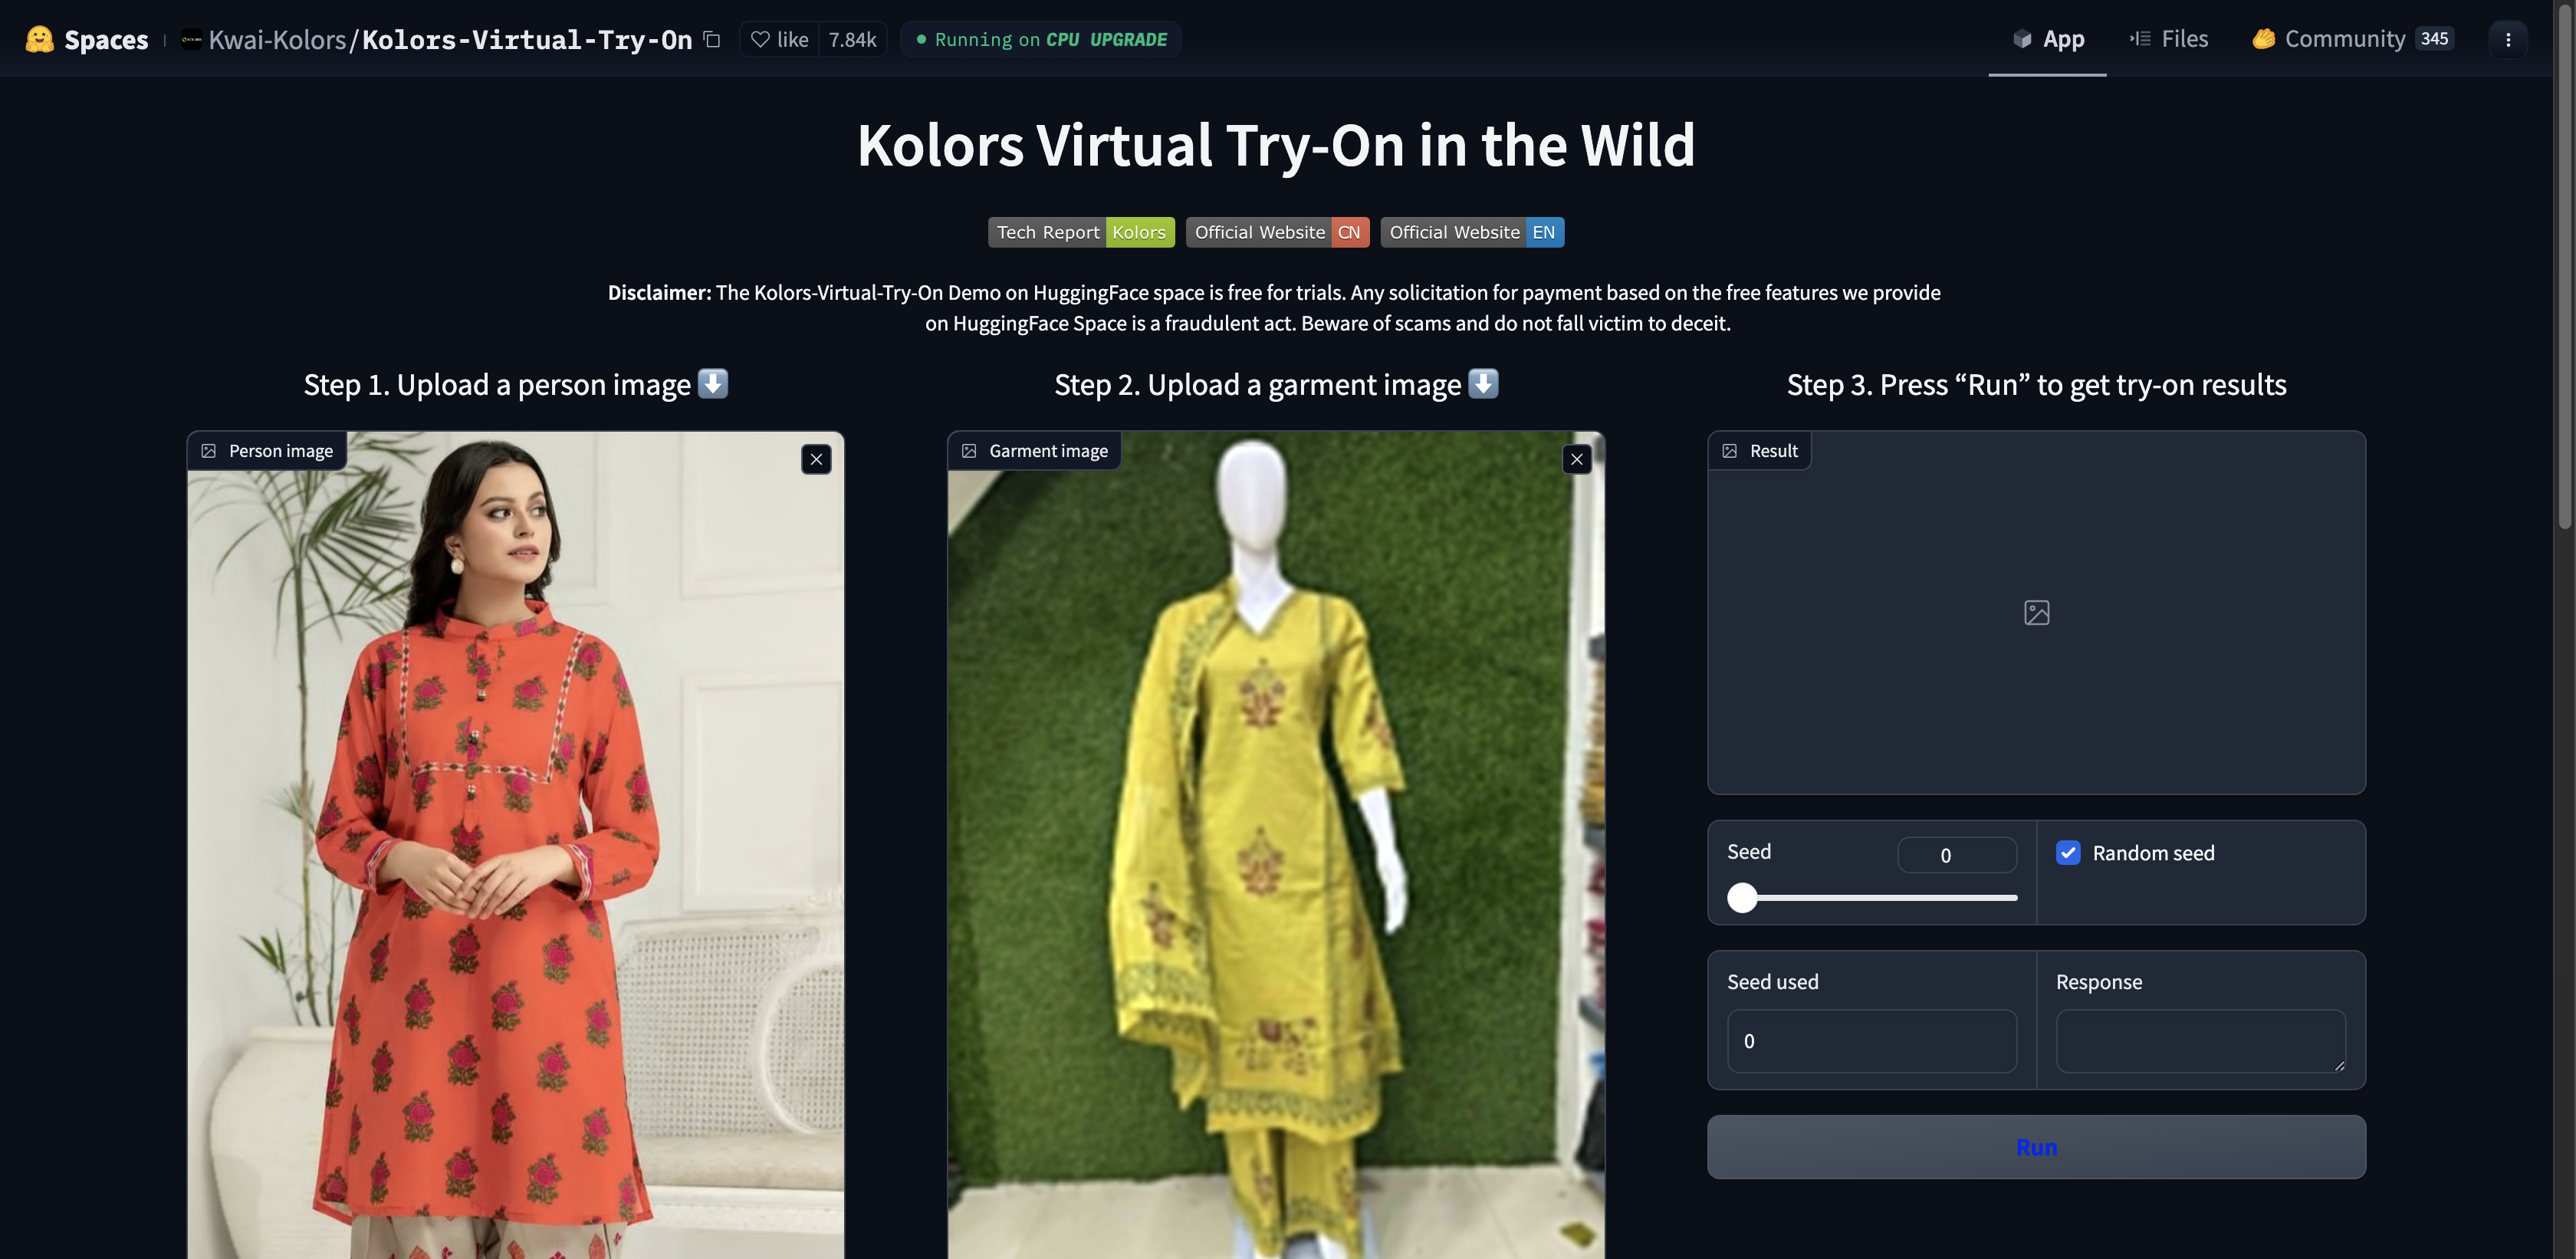 Spaces
Kwai-Kolors/Kolors-Virtual-Try-On
like 7.84k
Running on CPU UPGRADE
App
Files
Community 345
Kolors Virtual Try-On in the Wild
Tech Report Kolors
Official Website CN
Official Website EN
Disclaimer: The Kolors-Virtual-Try-On Demo on HuggingFace space is free for trials. Any solicitation for payment based on the free features we provide
on HuggingFace Space is a fraudulent act. Beware of scams and do not fall victim to deceit.
Step 1. Upload a person image ⬇️
Step 2. Upload a garment image ⬇️
Step 3. Press “Run” to get try-on results
Person image
Garment image
Result
Seed
0
Random seed
Seed used
0
Response
Run